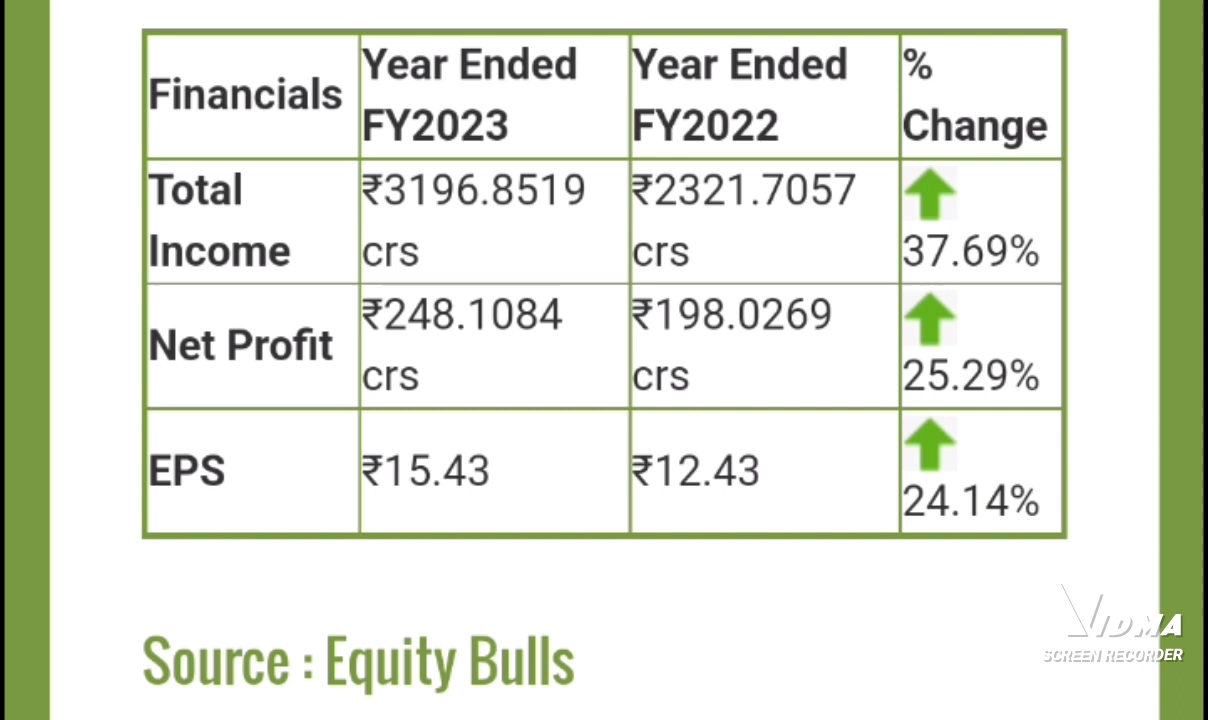 Financials
Year Ended
FY2023
Year Ended
FY2022
%
Change
Total
Income
₹3196.8519
crs
₹2321.7057
crs
37.69%
Net Profit
₹248.1084
crs
₹198.0269
crs
25.29%
EPS
₹15.43
₹12.43
24.14%
Source : Equity Bulls
VIDMA
SCREEN RECORDER